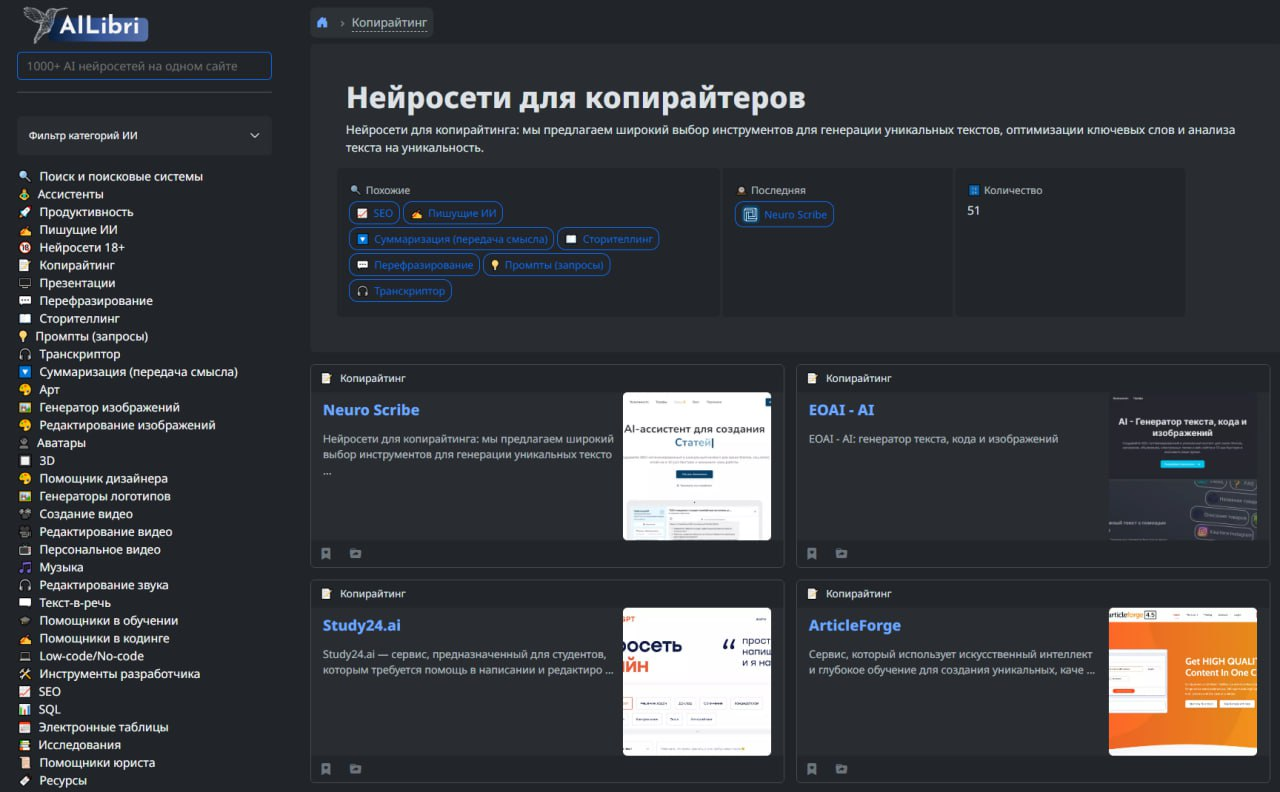 AILibri
1000+ AI нейросетей на одном сайте
Фильтр категорий ИИ
Поиск и поисковые системы
Ассистенты
Продуктивность
Пишущие ИИ
Нейросети 18+
Копирайтинг
Презентации
Перефразирование
Сторителлинг
Промпты (запросы)
Транскриптор
Суммаризация (передача смысла)
Арт
Генератор изображений
Редактирование изображений
Аватары
3D
Помощник дизайнера
Генераторы логотипов
Создание видео
Редактирование видео
Персональное видео
Музыка
Редактирование звука
Текст-в-речь
Помощники в обучении
Помощники в кодинге
Low-code/No-code
Инструменты разработчика
SEO
SQL
Электронные таблицы
Исследования
Помощники юриста
Ресурсы
› Копирайтинг
Нейросети для копирайтеров
Нейросети для копирайтинга: мы предлагаем широкий выбор инструментов для генерации уникальных текстов, оптимизации ключевых слов и анализа
текста на уникальность.
Похожие
SEO Пишущие ИИ
Суммаризация (передача смысла) Сторителлинг
Перефразирование Промпты (запросы)
Транскриптор
Последняя
Neuro Scribe
Количество
51
Копирайтинг
Neuro Scribe
Нейросети для копирайтинга: мы предлагаем широкий
выбор инструментов для генерации уникальных тексто
...
AI-ассистент для создания
Статей
Копирайтинг
EOAI - AI
EOAI - AI: генератор текста, кода и изображений
AI - Генератор текста, кода и
изображений
Копирайтинг
Study24.ai
Study24.ai — сервис, предназначенный для студентов,
которым требуется помощь в написании и редактиро ...
Копирайтинг
ArticleForge
Сервис, который использует искусственный интеллект
и глубокое обучение для создания уникальных, каче ...
Get HIGH QUALI
Content In One C